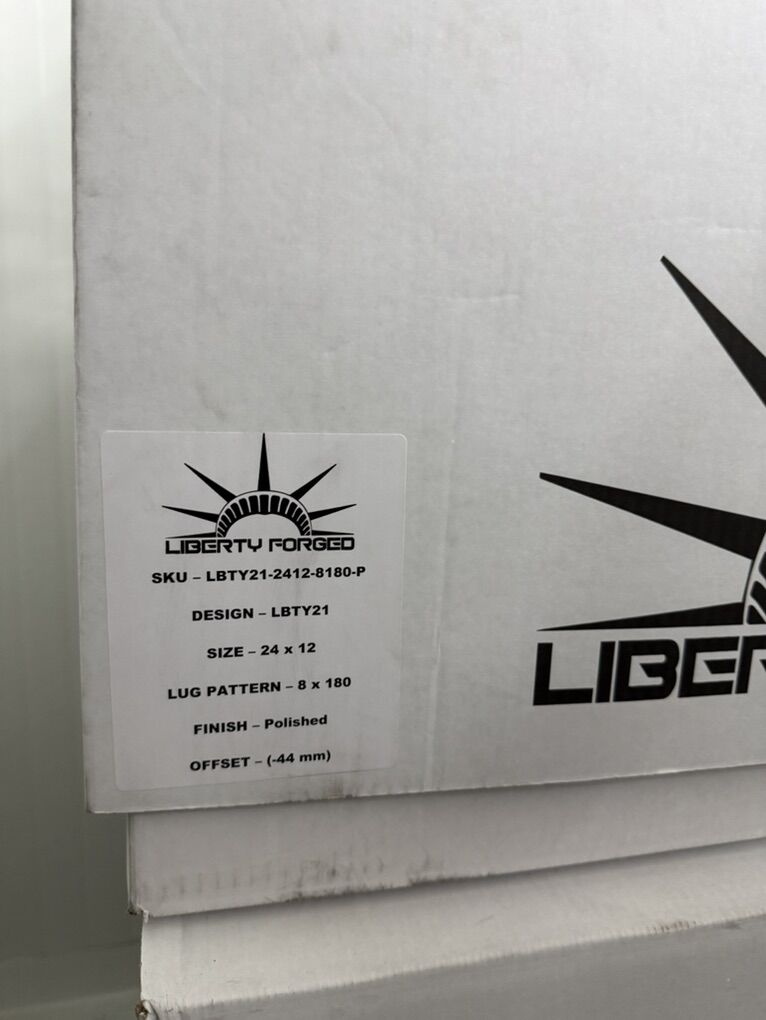 LIBERTY FORGED
SKU – LBTY21-2412-8180-P
DESIGN – LBTY21
SIZE – 24 x 12
LUG PATTERN – 8 x 180
FINISH – Polished
OFFSET – (-44 mm)
LIBER